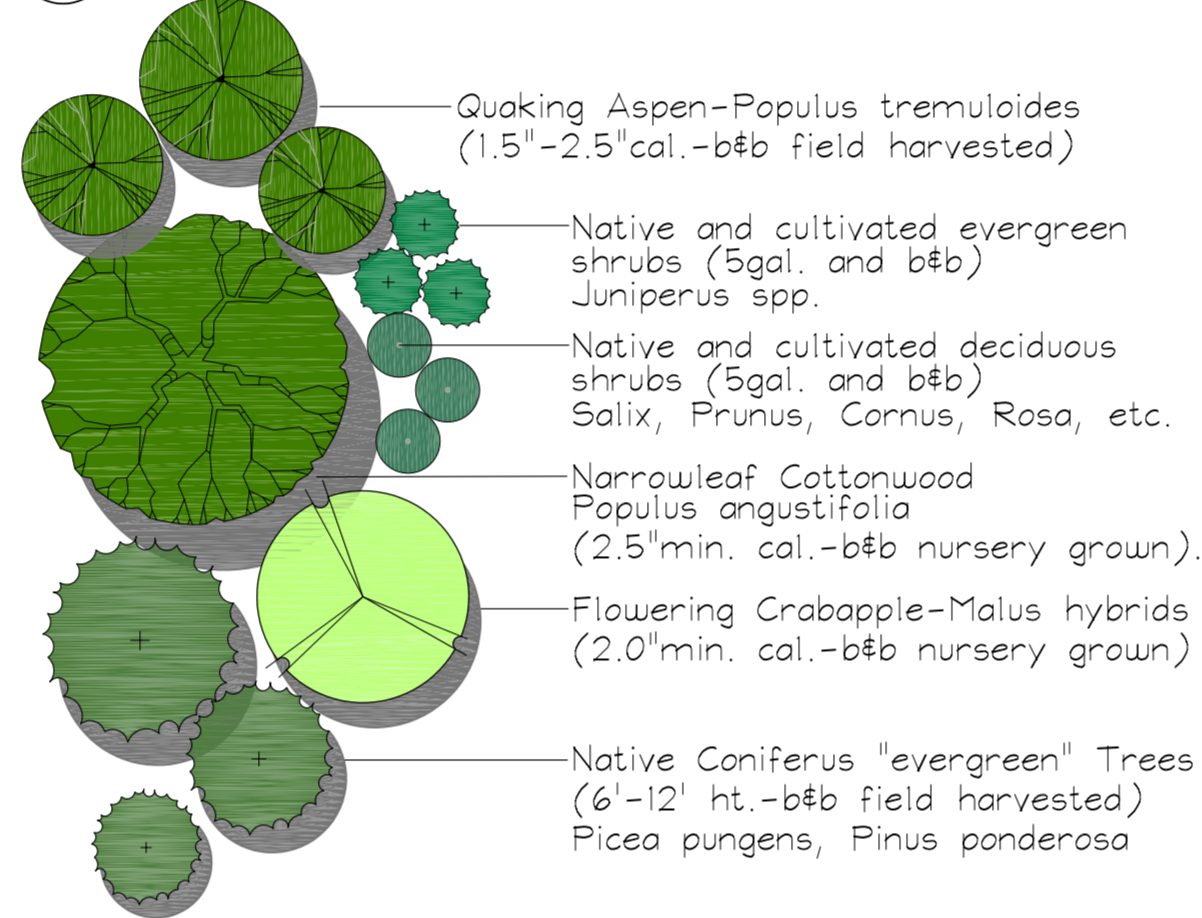 Quaking Aspen-Populus tremuloides
(1.5"-2.5"cal.-b&b field harvested)
Native and cultivated evergreen
shrubs (5gal. and b&b)
Juniperus spp.
Native and cultivated deciduous
shrubs (5gal. and b&b)
Salix, Prunus, Cornus, Rosa, etc.
Narrowleaf Cottonwood
Populus angustifolia
(2.5"min. cal.-b&b nursery grown).
Flowering Crabapple-Malus hybrids
(2.0"min. cal.-b&b nursery grown)
Native Coniferus "evergreen" Trees
(6'-12' ht.-b&b field harvested)
Picea pungens, Pinus ponderosa